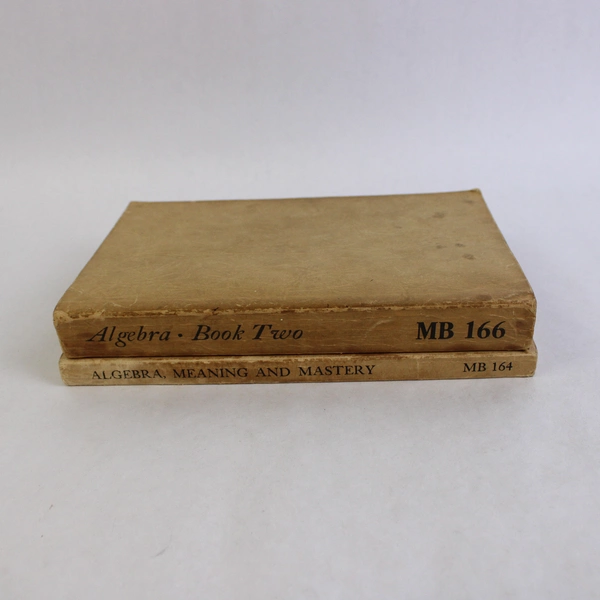 Algebra · Book Two MB 166
ALGEBRA, MEANING AND MASTERY MB 164